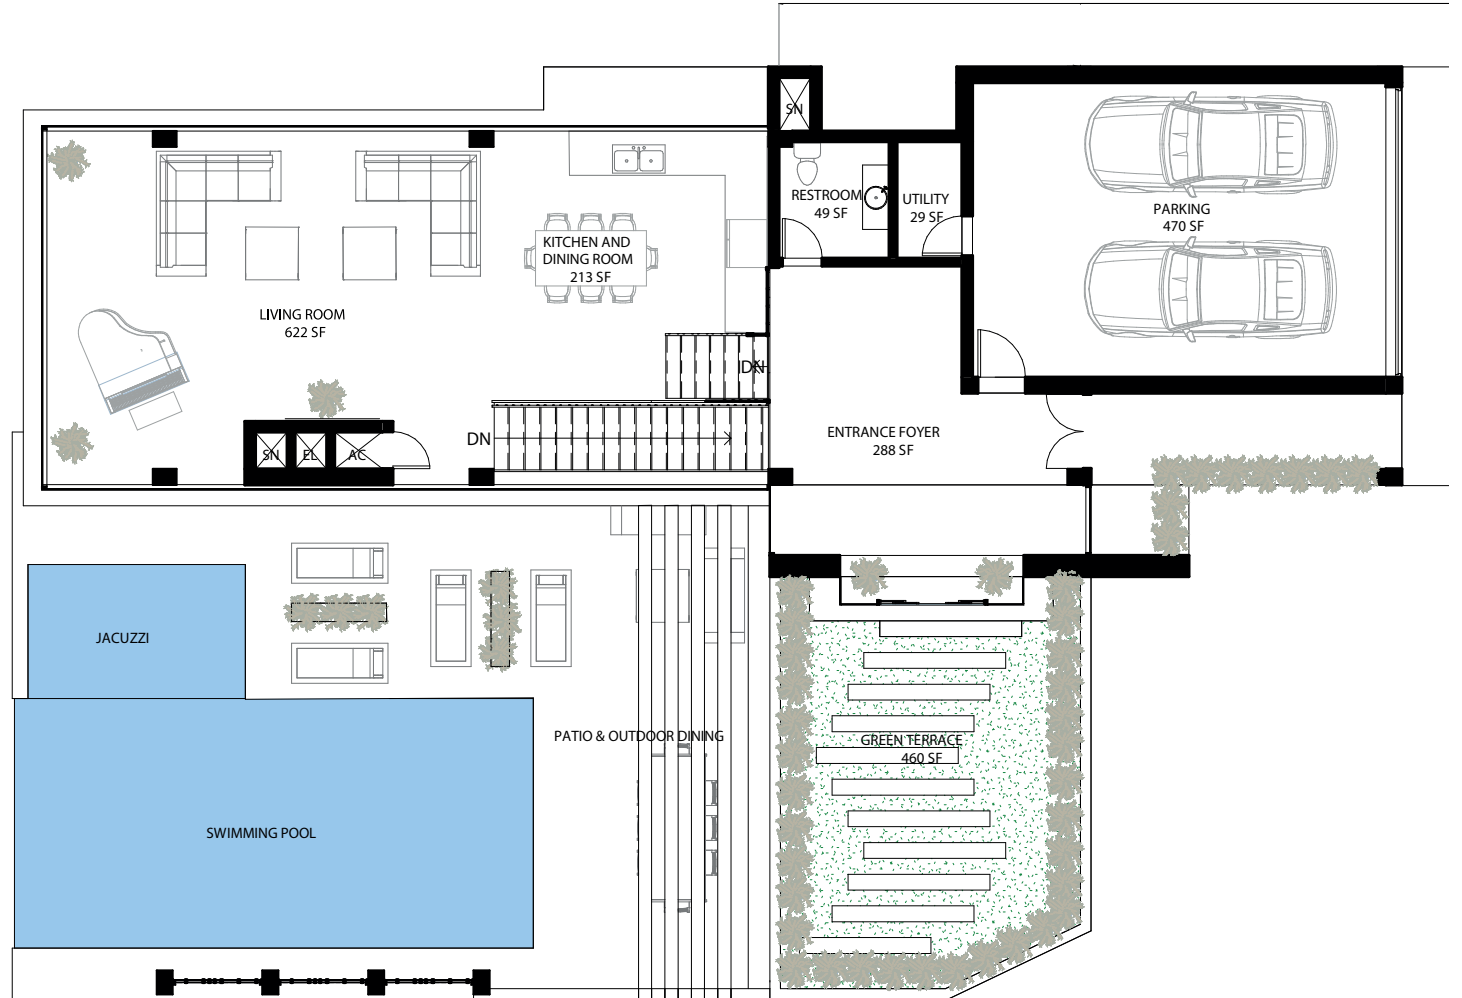 SN
RESTROOM
49 SF
UTILITY
29 SF
PARKING
470 SF
KITCHEN AND
DINING ROOM
213 SF
LIVING ROOM
622 SF
DN
DN
ENTRANCE FOYER
288 SF
SN
EL
AC
JACUZZI
PATIO & OUTDOOR DINING
GREEN TERRACE
460 SF
SWIMMING POOL